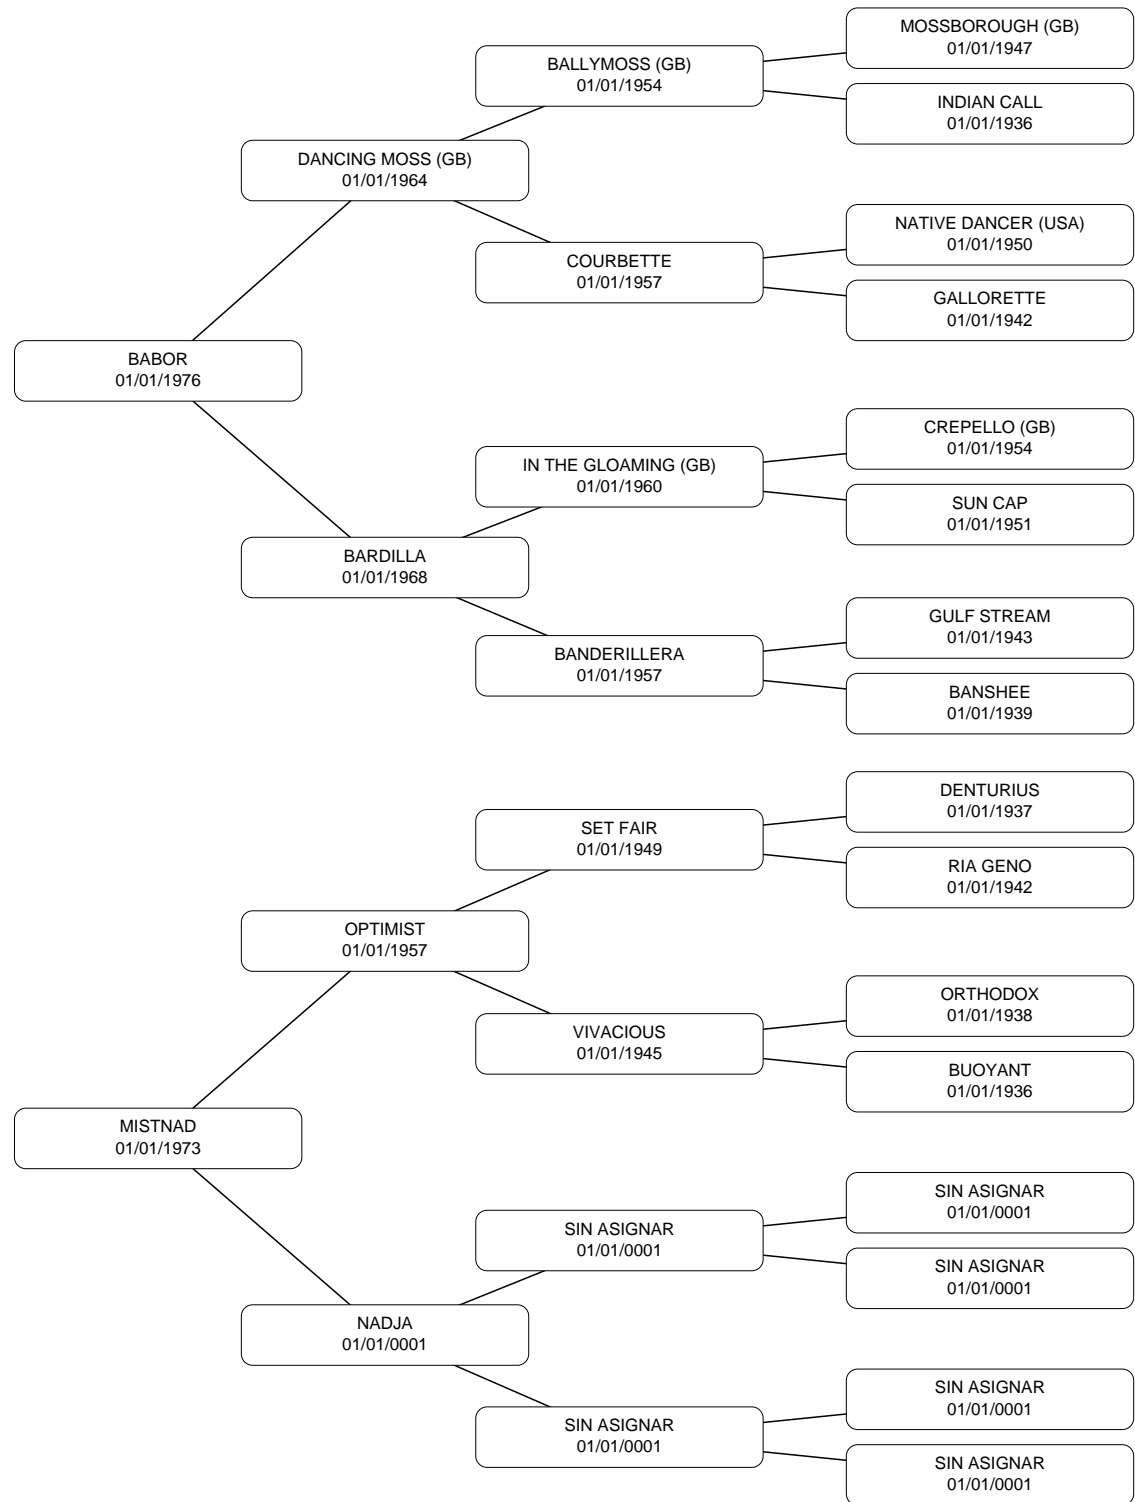 MOSSBOROUGH (GB)
01/01/1947
BALLYMOSS (GB)
01/01/1954
INDIAN CALL
01/01/1936
DANCING MOSS (GB)
01/01/1964
NATIVE DANCER (USA)
01/01/1950
COURBETTE
01/01/1957
GALLORETTE
01/01/1942
BABOR
01/01/1976
CREPELLO (GB)
01/01/1954
IN THE GLOAMING (GB)
01/01/1960
SUN CAP
01/01/1951
BARDILLA
01/01/1968
GULF STREAM
01/01/1943
BANDERILLERA
01/01/1957
BANSHEE
01/01/1939
DENTURIUS
01/01/1937
SET FAIR
01/01/1949
RIA GENO
01/01/1942
OPTIMIST
01/01/1957
ORTHODOX
01/01/1938
VIVACIOUS
01/01/1945
BUOYANT
01/01/1936
MISTNAD
01/01/1973
SIN ASIGNAR
01/01/0001
SIN ASIGNAR
01/01/0001
SIN ASIGNAR
01/01/0001
NADJA
01/01/0001
SIN ASIGNAR
01/01/0001
SIN ASIGNAR
01/01/0001
SIN ASIGNAR
01/01/0001